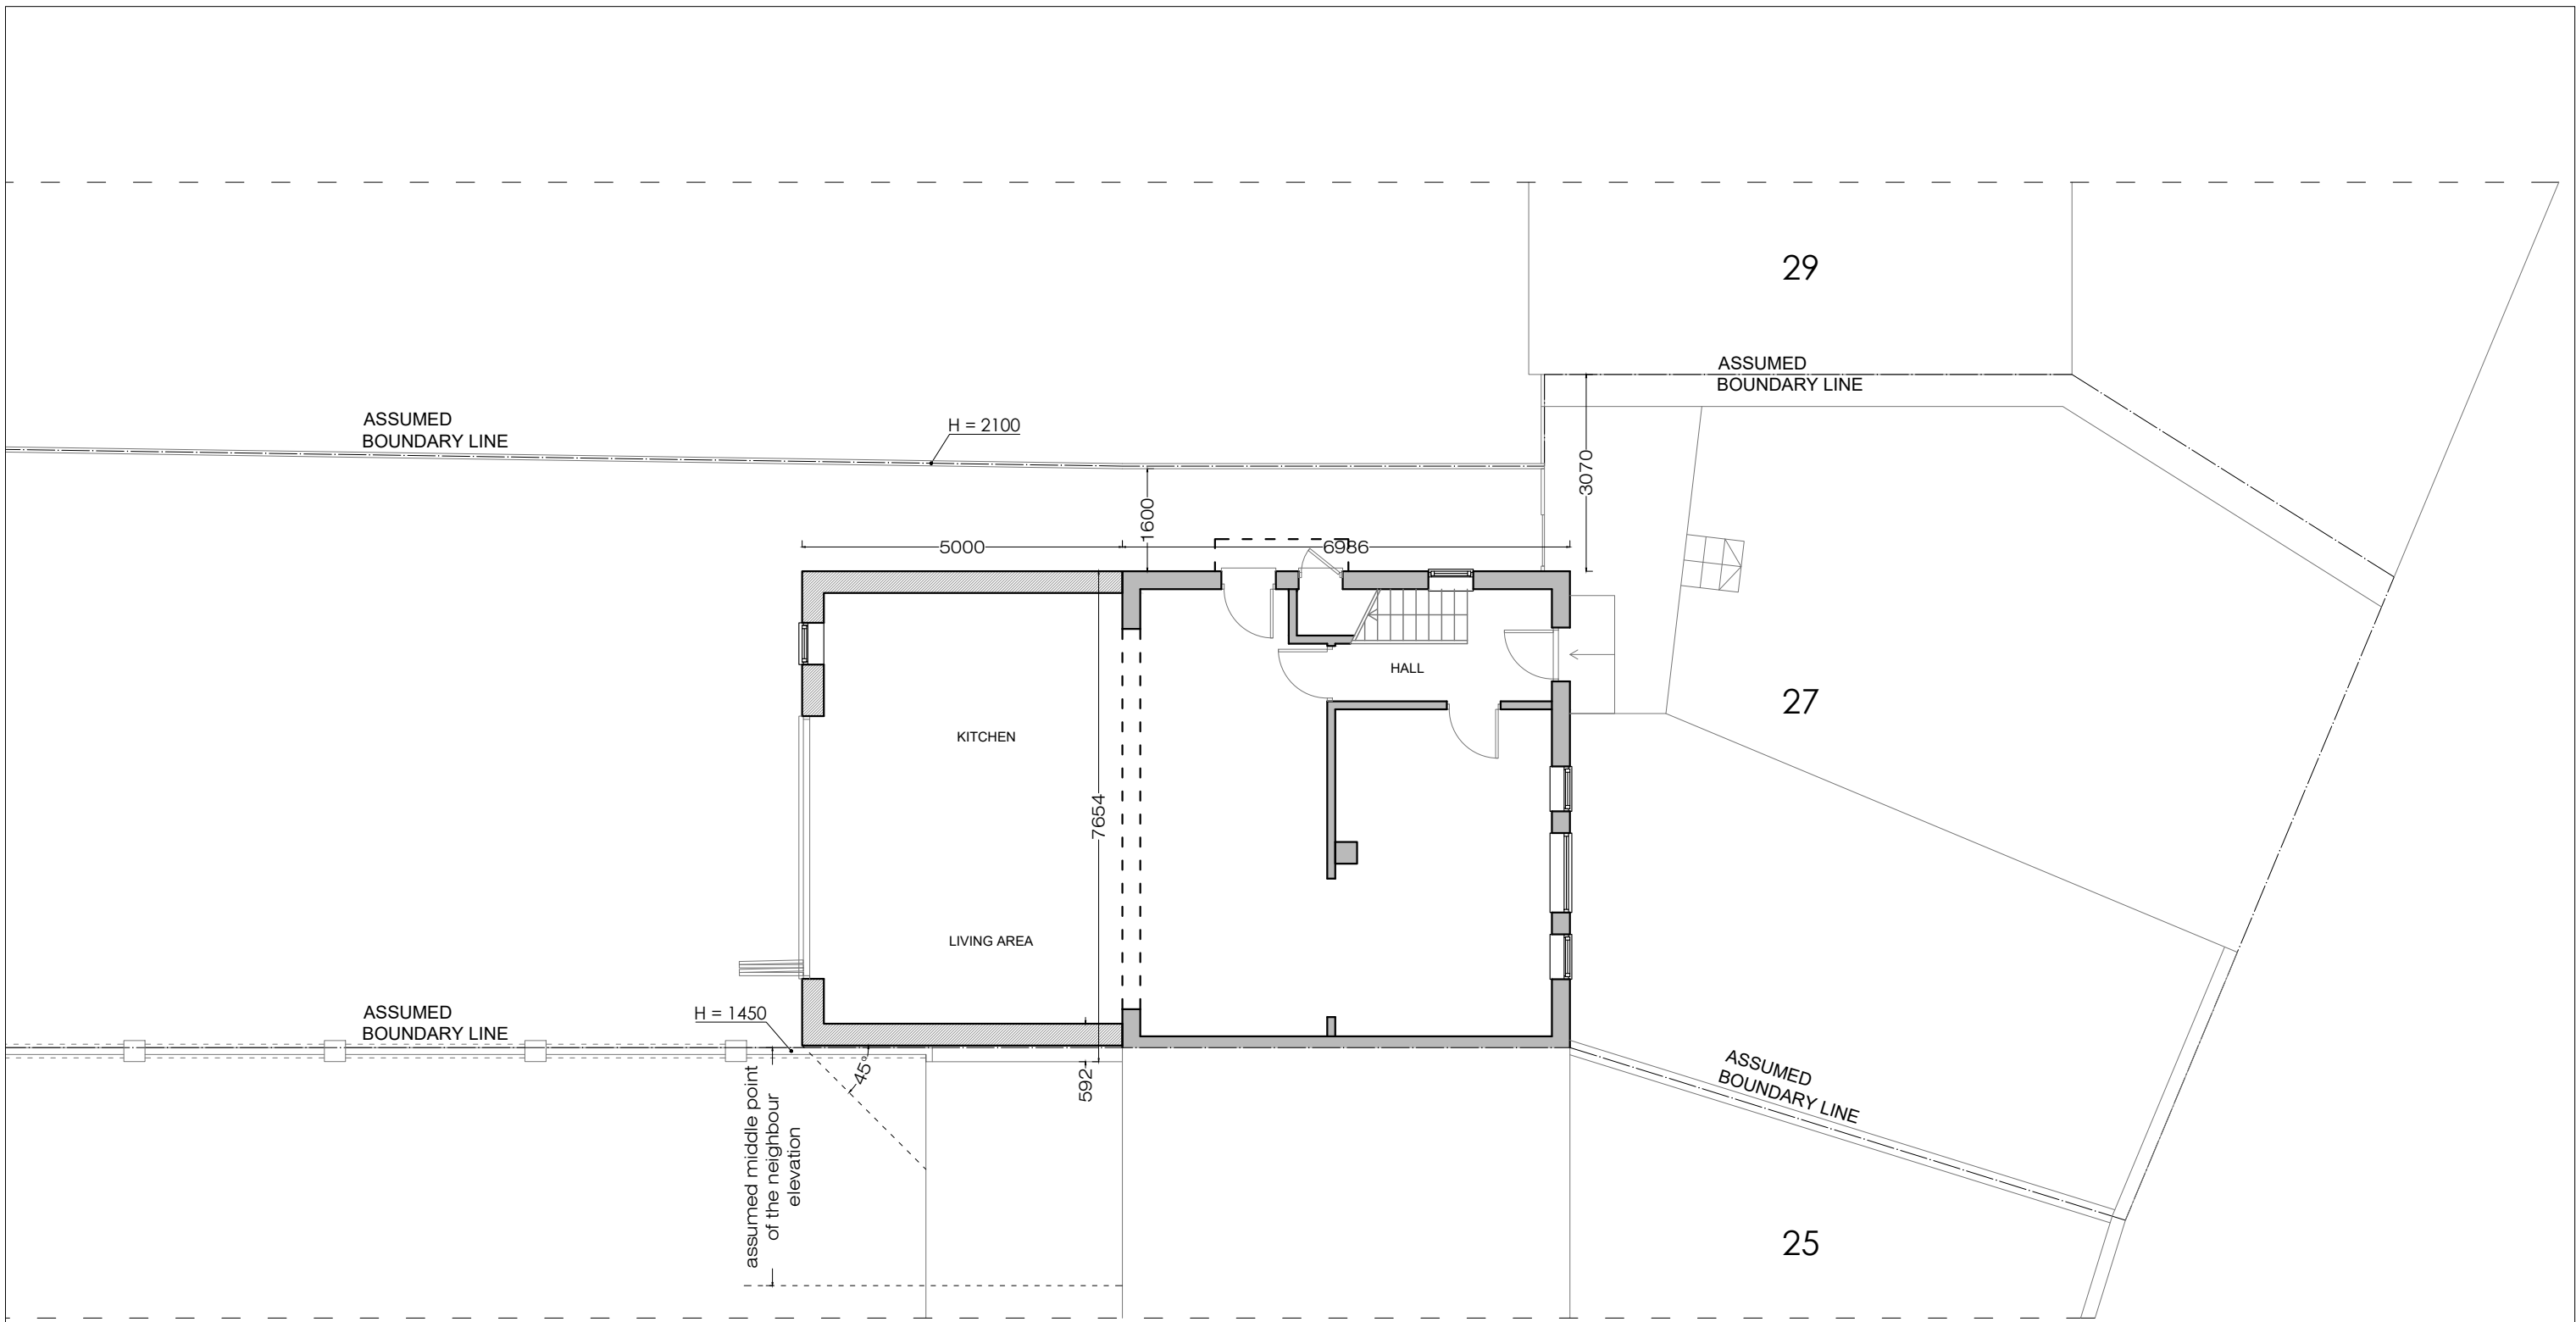 29
ASSUMED
BOUNDARY LINE
ASSUMED
BOUNDARY LINE
H = 2100
3070
1600
5000
6986
HALL
27
KITCHEN
7654
LIVING AREA
ASSUMED
BOUNDARY LINE
H = 1450
45°
592
assumed middle point
of the neighbour
elevation
ASSUMED
BOUNDARY LINE
25